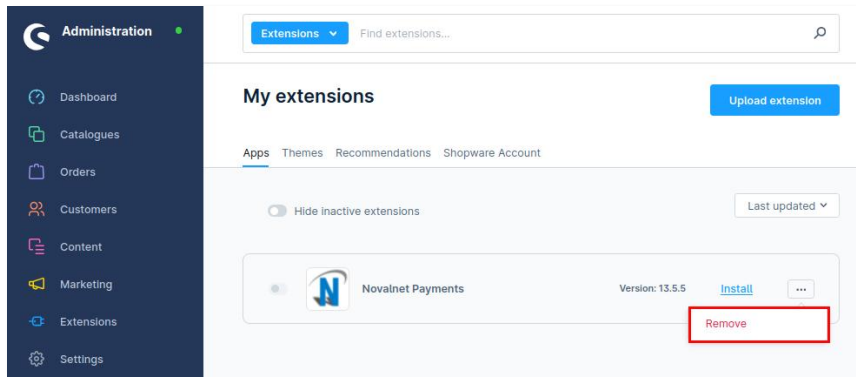 Administration
Extensions
Find extensions...
Dashboard
Catalogues
Orders
Customers
Content
Marketing
Extensions
Settings
My extensions
Upload extension
Apps Themes Recommendations Shopware Account
Hide inactive extensions
Last updated
N
Novalnet Payments
Version: 13.5.5
Install
...
Remove